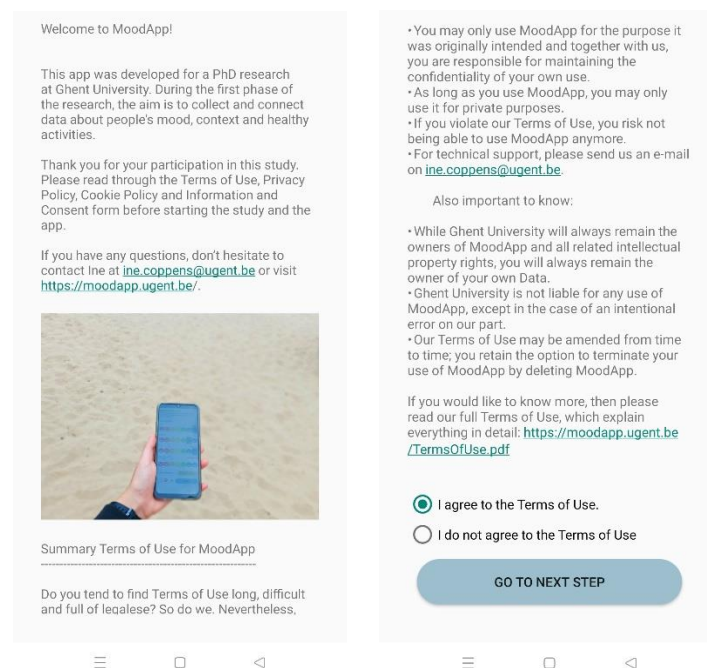 Welcome to MoodApp!
This app was developed for a PhD research
at Ghent University. During the first phase of
the research, the aim is to collect and connect
data about people's mood, context and healthy
activities.
Thank you for your participation in this study.
Please read through the Terms of Use, Privacy
Policy, Cookie Policy and Information and
Consent form before starting the study and the
app.
If you have any questions, don't hesitate to
contact Ine at ine.coppens@ugent.be or visit
https://moodapp.ugent.be/.
Summary Terms of Use for MoodApp
------------------------------------------------------------
Do you tend to find Terms of Use long, difficult
and full of legalese? So do we. Nevertheless,
• You may only use MoodApp for the purpose it
was originally intended and together with us,
you are responsible for maintaining the
confidentiality of your own use.
• As long as you use MoodApp, you may only
use it for private purposes.
• If you violate our Terms of Use, you risk not
being able to use MoodApp anymore.
• For technical support, please send us an e-mail
on ine.coppens@ugent.be.
Also important to know:
• While Ghent University will always remain the
owners of MoodApp and all related intellectual
property rights, you will always remain the
owner of your own Data.
• Ghent University is not liable for any use of
MoodApp, except in the case of an intentional
error on our part.
• Our Terms of Use may be amended from time
to time; you retain the option to terminate your
use of MoodApp by deleting MoodApp.
If you would like to know more, then please
read our full Terms of Use, which explain
everything in detail: https://moodapp.ugent.be
/TermsOfUse.pdf
I agree to the Terms of Use.
I do not agree to the Terms of Use
GO TO NEXT STEP